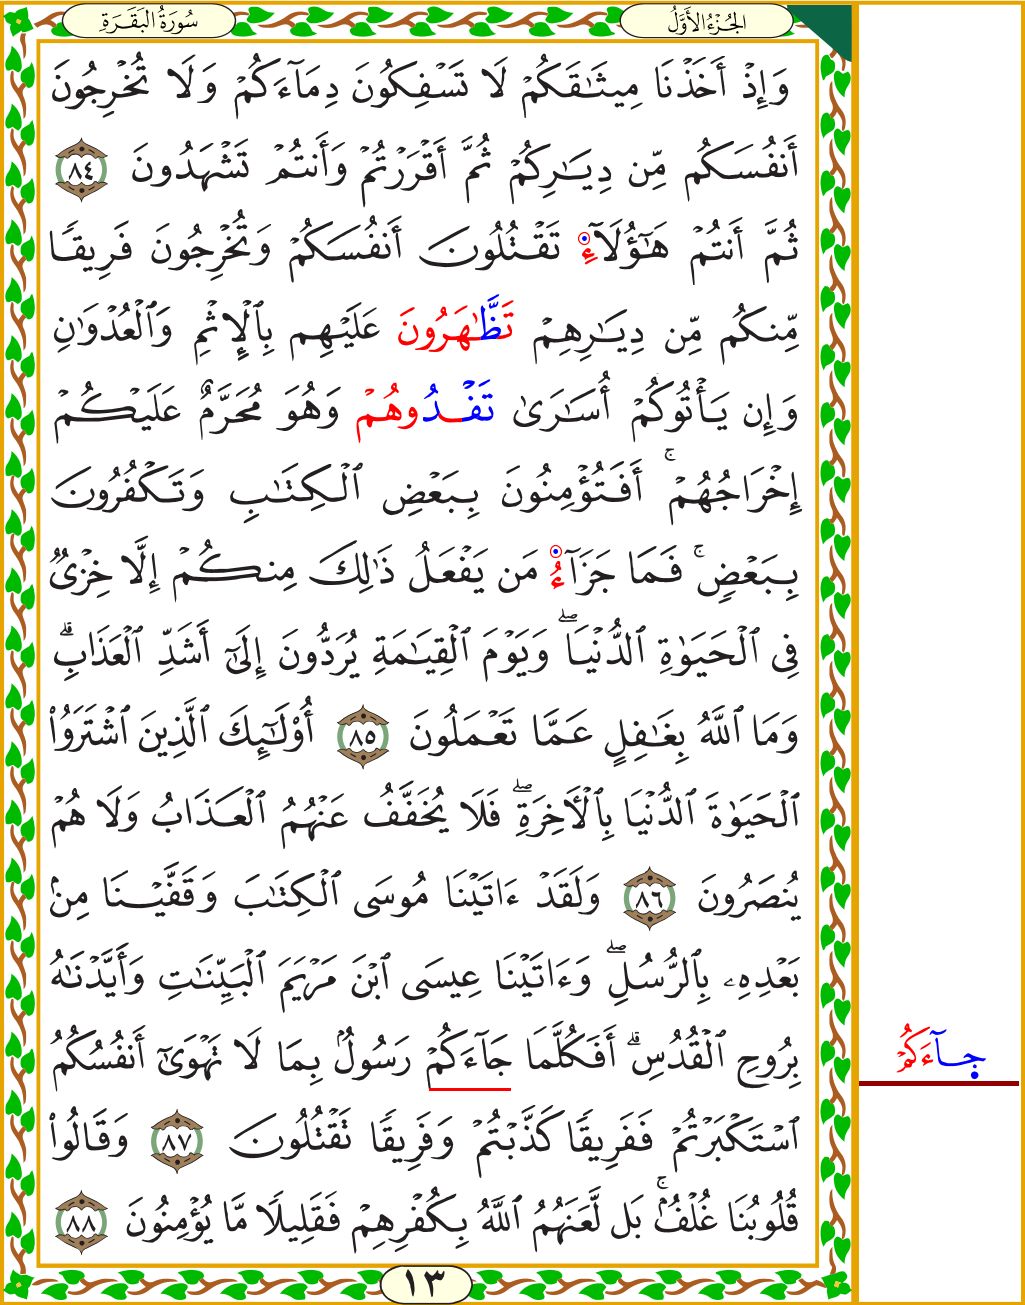 الجُزْءُ الأَوَّلُ
سُورَةُ البَقَرَةِ
وَإِذْ أَخَذْنَا مِيثَٰقَكُمْ لَا تَسْفِكُونَ دِمَآءَكُمْ وَلَا تُخْرِجُونَ
أَنفُسَكُم مِّن دِيَٰرِكُمْ ثُمَّ أَقْرَرْتُمْ وَأَنتُمْ تَشْهَدُونَ ٨٤
ثُمَّ أَنتُمْ هَٰٓؤُلَآءِ تَقْتُلُونَ أَنفُسَكُمْ وَتُخْرِجُونَ فَرِيقًا
مِّنكُم مِّن دِيَٰرِهِمْ تَظَّٰهَرُونَ عَلَيْهِم بِٱلْإِثْمِ وَٱلْعُدْوَٰنِ
وَإِن يَأْتُوكُمْ أُسَٰرَىٰ تَفْدُوهُمْ وَهُوَ مُحَرَّمٌ عَلَيْكُمْ
إِخْرَاجُهُمْ ۚ أَفَتُؤْمِنُونَ بِبَعْضِ ٱلْكِتَٰبِ وَتَكْفُرُونَ
بِبَعْضٍ ۚ فَمَا جَزَآءُ مَن يَفْعَلُ ذَٰلِكَ مِنكُمْ إِلَّا خِزْىٌ
فِى ٱلْحَيَوٰةِ ٱلدُّنْيَا ۖ وَيَوْمَ ٱلْقِيَٰمَةِ يُرَدُّونَ إِلَىٰٓ أَشَدِّ ٱلْعَذَابِ ۗ
وَمَا ٱللَّهُ بِغَٰفِلٍ عَمَّا تَعْمَلُونَ ٨٥ أُو۟لَٰٓئِكَ ٱلَّذِينَ ٱشْتَرَوُا۟
ٱلْحَيَوٰةَ ٱلدُّنْيَا بِٱلْأَخِرَةِ ۖ فَلَا يُخَفَّفُ عَنْهُمُ ٱلْعَذَابُ وَلَا هُمْ
يُنصَرُونَ ٨٦ وَلَقَدْ ءَاتَيْنَا مُوسَى ٱلْكِتَٰبَ وَقَفَّيْنَا مِنۢ
بَعْدِهِۦ بِٱلرُّسُلِ ۖ وَءَاتَيْنَا عِيسَى ٱبْنَ مَرْيَمَ ٱلْبَيِّنَٰتِ وَأَيَّدْنَٰهُ
بِرُوحِ ٱلْقُدُسِ ۗ أَفَكُلَّمَا جَآءَكُمْ رَسُولٌۢ بِمَا لَا تَهْوَىٰٓ أَنفُسُكُمُ
جآءَكُمْ
ٱسْتَكْبَرْتُمْ فَفَرِيقًا كَذَّبْتُمْ وَفَرِيقًا تَقْتُلُونَ ٨٧ وَقَالُوا۟
قُلُوبُنَا غُلْفٌۢ ۚ بَل لَّعَنَهُمُ ٱللَّهُ بِكُفْرِهِمْ فَقَلِيلًا مَّا يُؤْمِنُونَ ٨٨
١٣